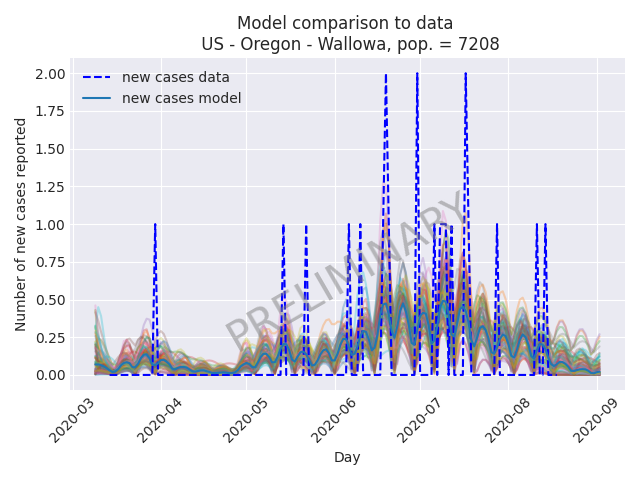 Model comparison to data
US - Oregon - Wallowa, pop. = 7208
new cases data
new cases model
2.00
1.75
1.50
1.25
1.00
0.75
0.50
0.25
0.00
Number of new cases reported
PRELIMINARY
2020-03
2020-04
2020-05
2020-06
2020-07
2020-08
2020-09
Day